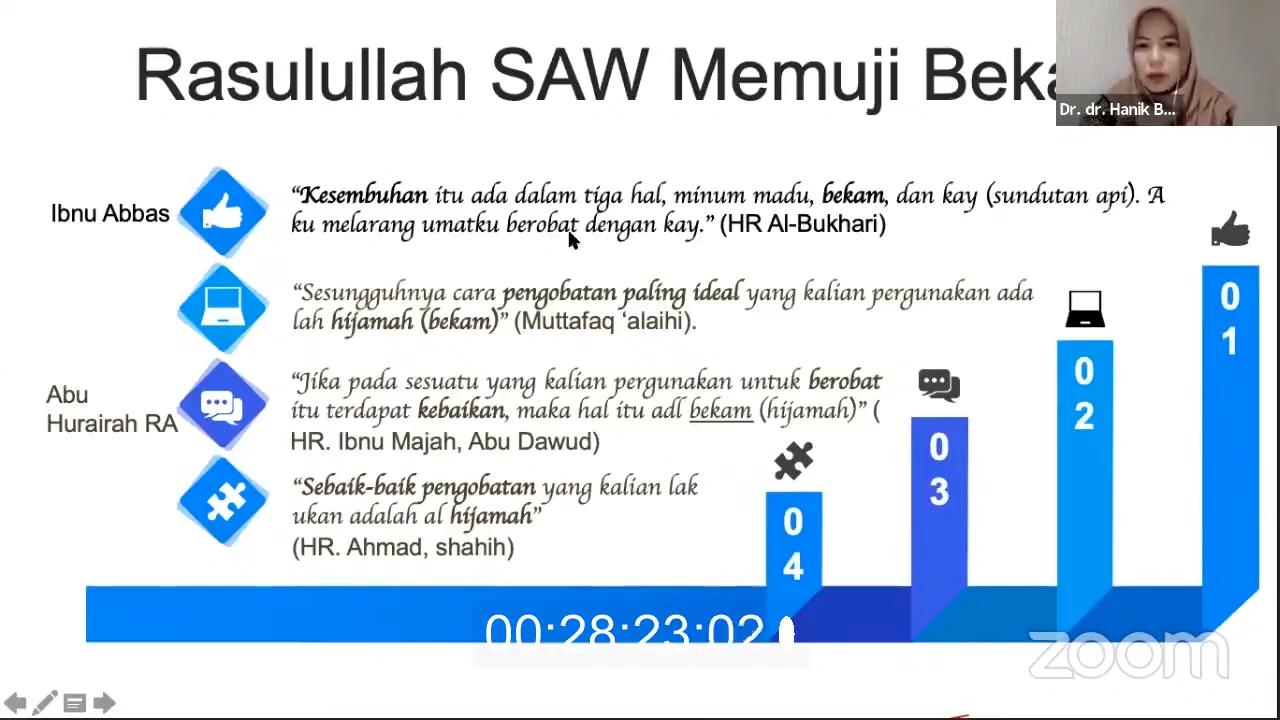 Rasulullah SAW Memuji Beka
Dr. dr. Hanik B...
Ibnu Abbas
“Kesembuhan itu ada dalam tiga hal, minum madu, bekam, dan kay (sundutan api). A
ku melarang umatku berobat dengan kay.” (HR Al-Bukhari)
“Sesungguhnya cara pengobatan paling ideal yang kalian pergunakan ada
lah hijamah (bekam)” (Muttafaq ‘alaihi).
Abu
Hurairah RA
“Jika pada sesuatu yang kalian pergunakan untuk berobat
itu terdapat kebaikan, maka hal itu adl bekam (hijamah)” (
HR. Ibnu Majah, Abu Dawud)
“Sebaik-baik pengobatan yang kalian lak
ukan adalah al hijamah”
(HR. Ahmad, shahih)
0
4
0
3
0
2
0
1
00:28:23:02
zoom